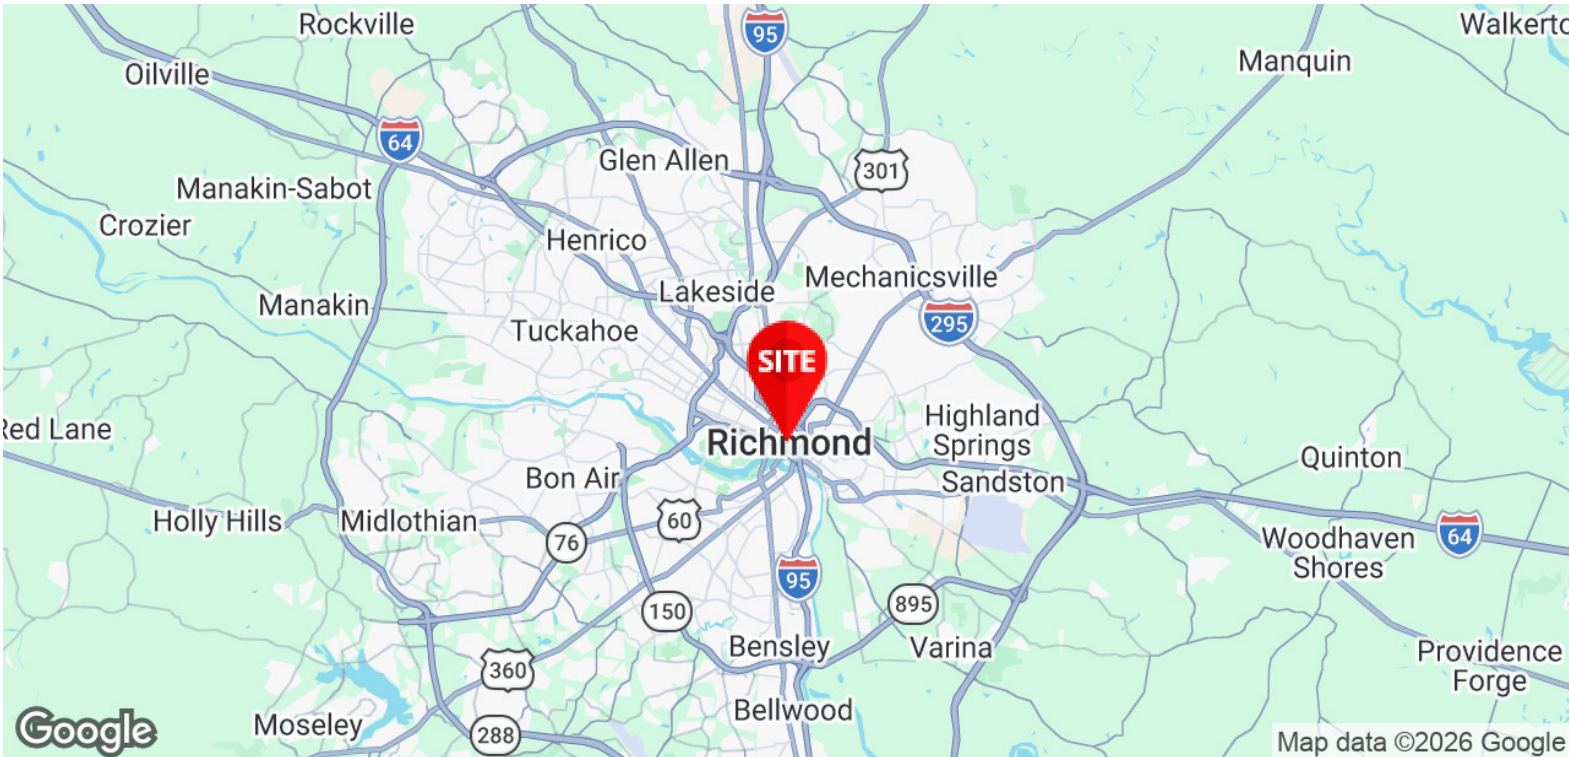 Rockville
95
Walkerto
Oilville
Manquin
64
Glen Allen
301
Manakin-Sabot
Crozier
Henrico
Mechanicsville
Lakeside
Manakin
295
Tuckahoe
SITE
Highland
Springs
Red Lane
Richmond
Quinton
Bon Air
Sandston
Holly Hills
Midlothian
60
76
64
Woodhaven
Shores
95
895
150
Bensley
Varina
360
Providence
Forge
Bellwood
Moseley
288
Google
Map data ©2026 Google